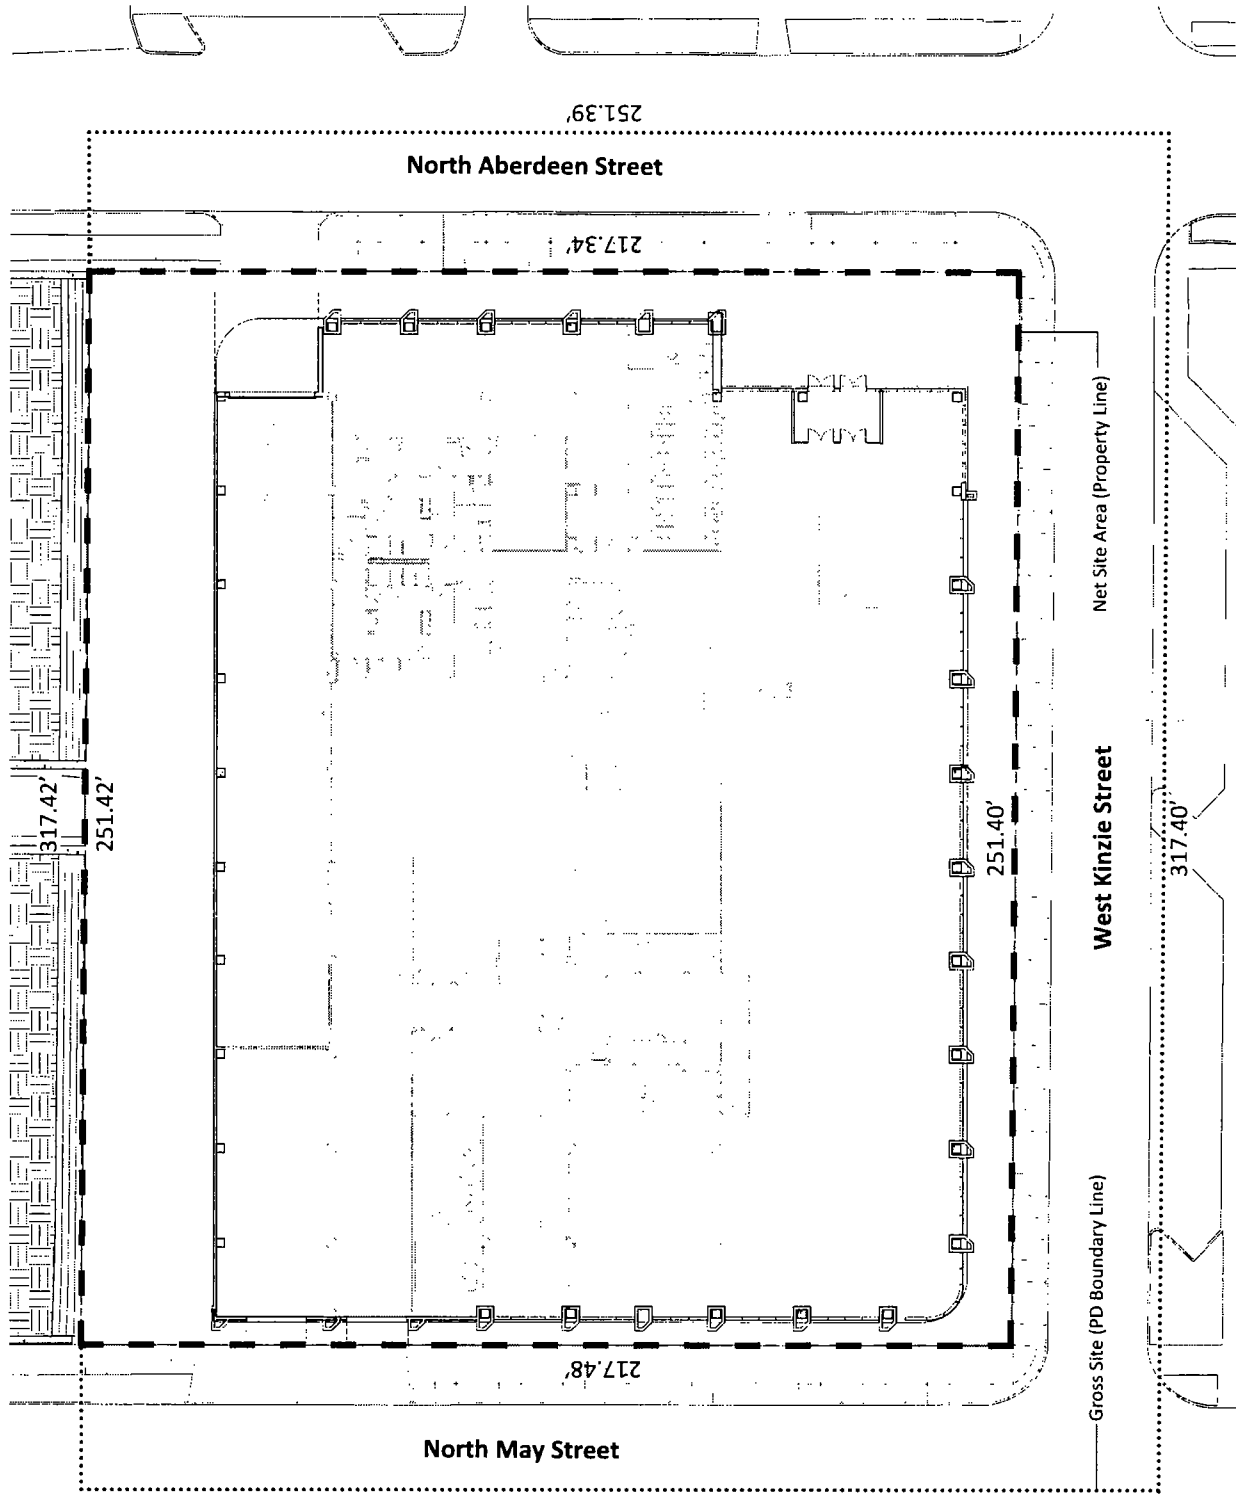 251.39'
North Aberdeen Street
217.34'
Net Site Area (Property Line)
317.42'
251.42'
251.40'
West Kinzie Street
317.40'
Gross Site (PD Boundary Line)
217.48'
North May Street